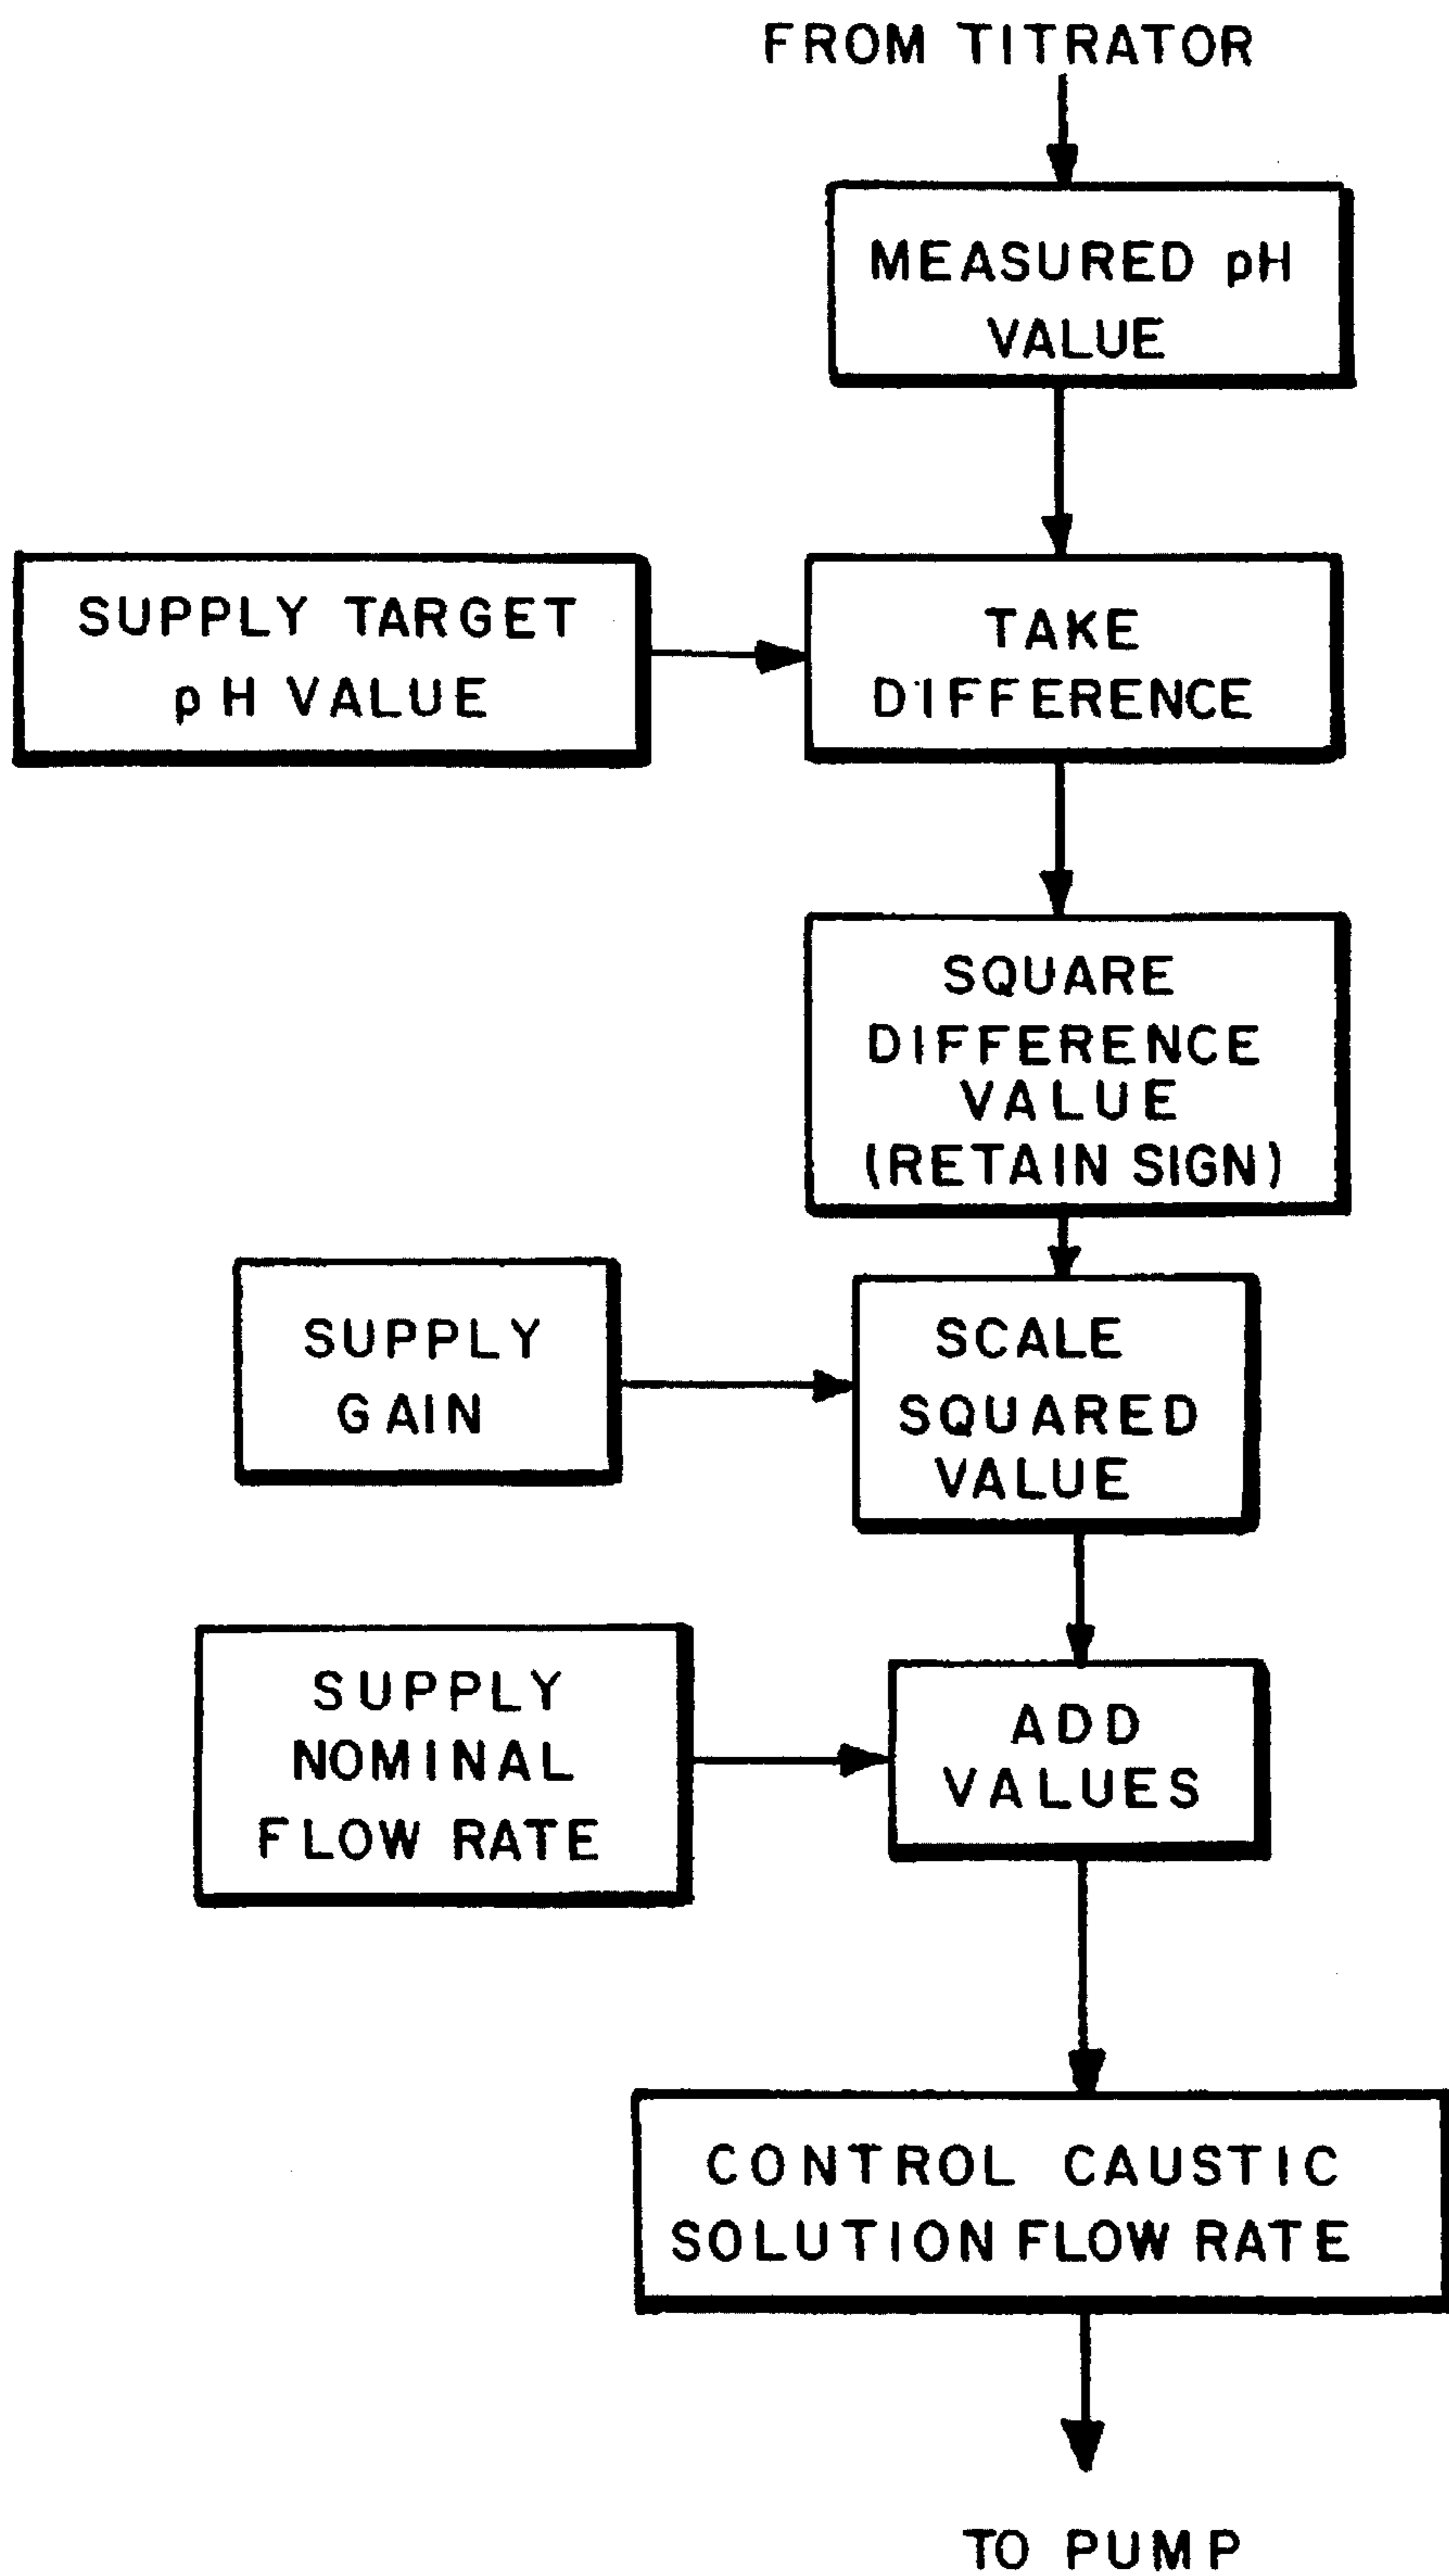 FROM TITRATOR
MEASURED pH
VALUE
SUPPLY TARGET
pH VALUE
TAKE
DIFFERENCE
SQUARE
DIFFERENCE
VALUE
(RETAIN SIGN)
SUPPLY
GAIN
SCALE
SQUARED
VALUE
SUPPLY
NOMINAL
FLOW RATE
ADD
VALUES
CONTROL CAUSTIC
SOLUTION FLOW RATE
TO PUMP